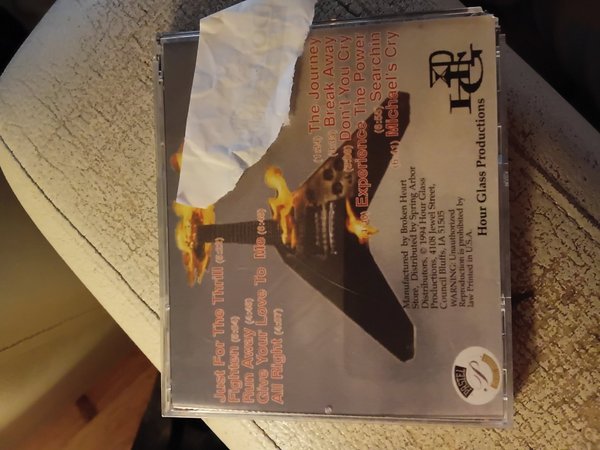 Just For The Thrill
Fighten
Run Away
Give Your Love To Me
All Right
The Journey
Break Away
Don't You Cry
Experience The Power
Searchin
Michael's Cry
Manufactured by Broken Heart
Store, Distributed by Spring Arbor
Distributors. © 1994 Hour Glass
Productions, 4108 Jewel Street,
Council Bluffs, IA 51505
WARNING: Unauthorized
Reproduction is prohibited by
law Printed in U.S.A.
Hour Glass Productions